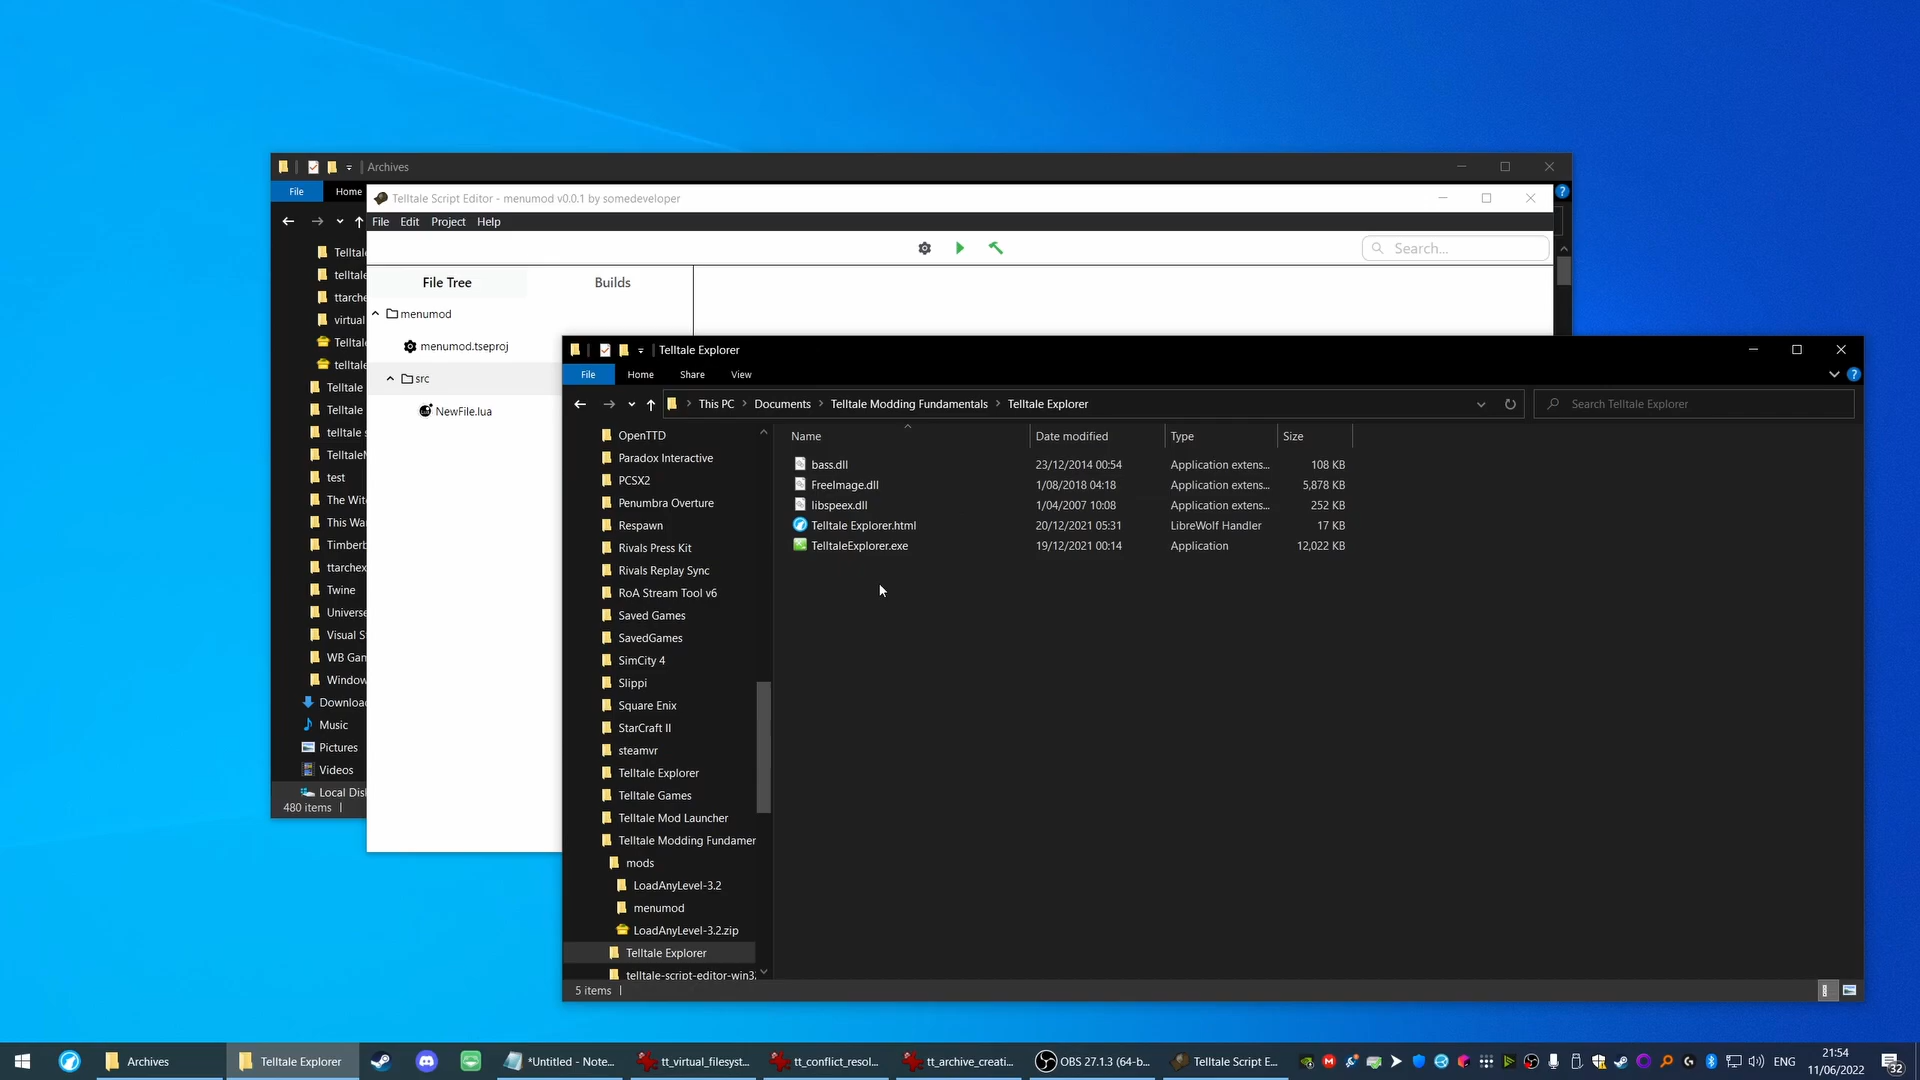 Archives
File
Home
Telltale Script Editor - menumod v0.0.1 by somedeveloper
File
Edit
Project
Help
Search...
File Tree
Builds
menumod
menumod.tseproj
src
NewFile.lua
Telltale
telltale
ttarche
virtual
Telltale
telltale
Telltale
Telltale
telltale s
TelltaleM
test
The Wit
This Wa
Timberb
ttarchex
Twine
Universe
Visual S
WB Gan
Window
Downloa
Music
Pictures
Videos
Local Disl
480 items
Telltale Explorer
File
Home
Share
View
This PC
Documents
Telltale Modding Fundamentals
Telltale Explorer
Search Telltale Explorer
OpenTTD
Paradox Interactive
PCSX2
Penumbra Overture
Respawn
Rivals Press Kit
Rivals Replay Sync
RoA Stream Tool v6
Saved Games
SavedGames
SimCity 4
Slippi
Square Enix
StarCraft II
steamvr
Telltale Explorer
Telltale Games
Telltale Mod Launcher
Telltale Modding Fundamer
mods
LoadAnyLevel-3.2
menumod
LoadAnyLevel-3.2.zip
Telltale Explorer
telltale-script-editor-win3
Name Date modified Type Size
bass.dll 23/12/2014 00:54 Application extens... 108 KB
FreeImage.dll 1/08/2018 04:18 Application extens... 5,878 KB
libspeex.dll 1/04/2007 10:08 Application extens... 252 KB
Telltale Explorer.html 20/12/2021 05:31 LibreWolf Handler 17 KB
TelltaleExplorer.exe 19/12/2021 00:14 Application 12,022 KB
5 items
Archives
Telltale Explorer
*Untitled - Note...
tt_virtual_filesyst...
tt_conflict_resol...
tt_archive_creati...
OBS 27.1.3 (64-b...
Telltale Script E...
ENG
21:54
11/06/2022
32